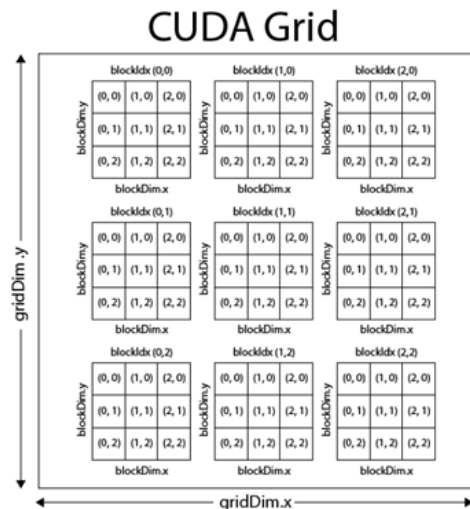 CUDA Grid
blockIdx (0,0) blockIdx (1,0) blockIdx (2,0)
blockDim.y (0, 0) (1, 0) (2, 0) blockDim.y (0, 0) (1, 0) (2, 0) blockDim.y (0, 0) (1, 0) (2, 0)
(0, 1) (1, 1) (2, 1) (0, 1) (1, 1) (2, 1) (0, 1) (1, 1) (2, 1)
(0, 2) (1, 2) (2, 2) (0, 2) (1, 2) (2, 2) (0, 2) (1, 2) (2, 2)
blockDim.x blockDim.x blockDim.x
gridDim .y
blockIdx (0,1) blockIdx (1,1) blockIdx (2,1)
blockDim.y (0, 0) (1, 0) (2, 0) blockDim.y (0, 0) (1, 0) (2, 0) blockDim.y (0, 0) (1, 0) (2, 0)
(0, 1) (1, 1) (2, 1) (0, 1) (1, 1) (2, 1) (0, 1) (1, 1) (2, 1)
(0, 2) (1, 2) (2, 2) (0, 2) (1, 2) (2, 2) (0, 2) (1, 2) (2, 2)
blockDim.x blockDim.x blockDim.x
blockIdx (0,2) blockIdx (1,2) blockIdx (2,2)
blockDim.y (0, 0) (1, 0) (2, 0) blockDim.y (0, 0) (1, 0) (2, 0) blockDim.y (0, 0) (1, 0) (2, 0)
(0, 1) (1, 1) (2, 1) (0, 1) (1, 1) (2, 1) (0, 1) (1, 1) (2, 1)
(0, 2) (1, 2) (2, 2) (0, 2) (1, 2) (2, 2) (0, 2) (1, 2) (2, 2)
blockDim.x blockDim.x blockDim.x
gridDim.x